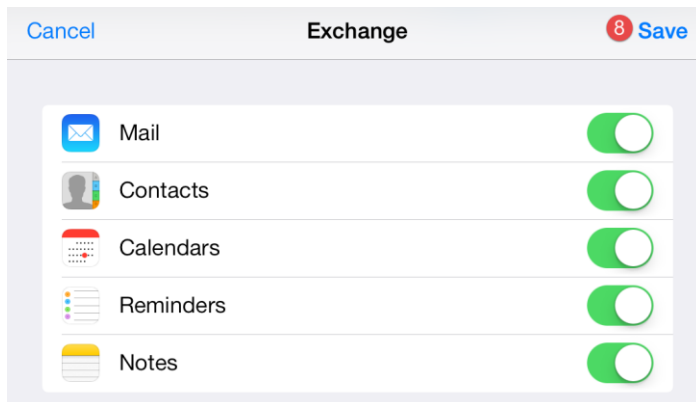 Cancel Exchange 8 Save
Mail
Contacts
Calendars
Reminders
Notes